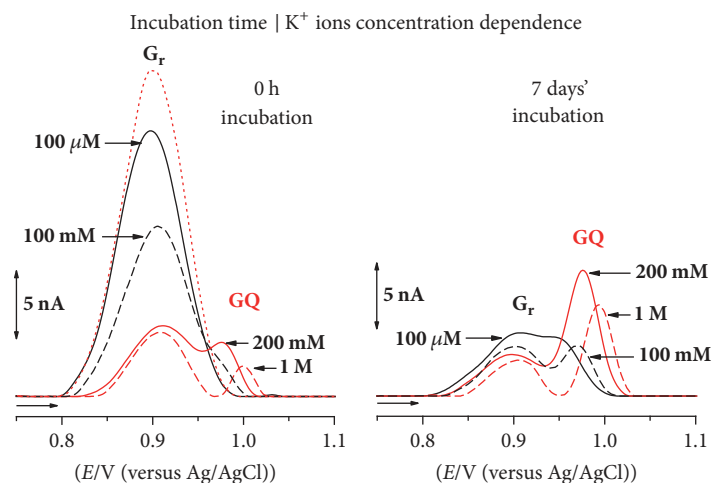 Incubation time | K⁺ ions concentration dependence
Gᵣ
0 h
incubation
100 μM
100 mM
GQ
5 nA
200 mM
1 M
0.8 0.9 1.0 1.1
(E/V (versus Ag/AgCl))
7 days’
incubation
GQ
200 mM
5 nA
Gᵣ
1 M
100 μM
100 mM
0.8 0.9 1.0 1.1
(E/V (versus Ag/AgCl))